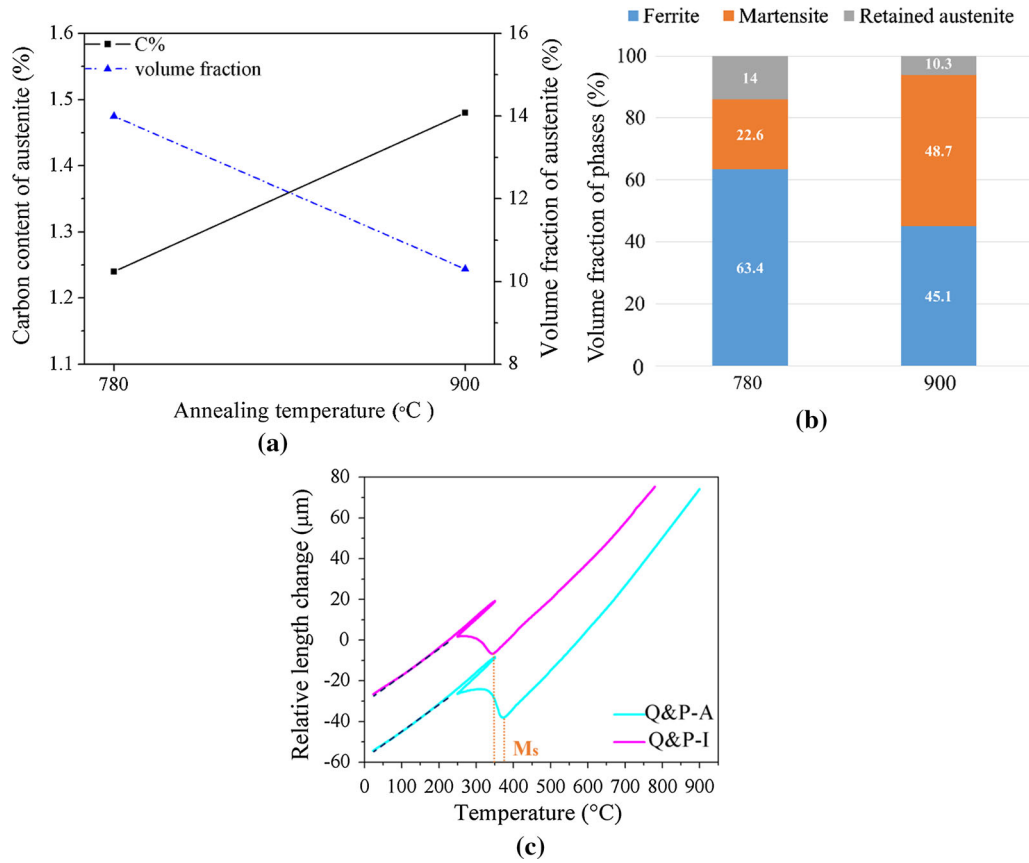 C%
volume fraction
Carbon content of austenite (%)
1.6
1.5
1.4
1.3
1.2
1.1
16
14
12
10
8
Volume fraction of austenite (%)
780
900
Annealing temperature (°C )
(a)
Ferrite
Martensite
Retained austenite
Volume fraction of phases (%)
100
80
60
40
20
0
14
22.6
63.4
10.3
48.7
45.1
780
900
(b)
Relative length change (μm)
80
60
40
20
0
-20
-40
-60
Ms
Q&P-A
Q&P-I
0 100 200 300 400 500 600 700 800 900
Temperature (°C)
(c)